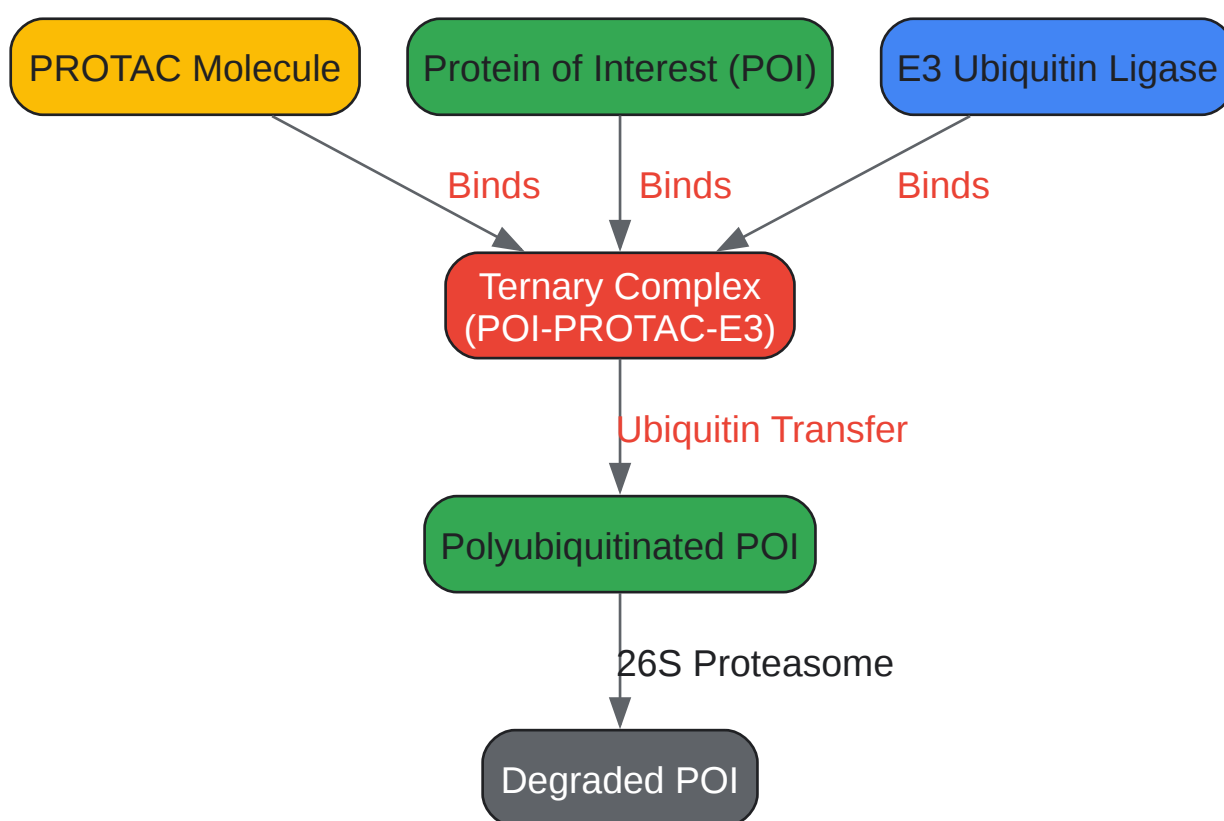 PROTAC Molecule
Protein of Interest (POI)
E3 Ubiquitin Ligase
Binds
Binds
Binds
Ternary Complex
(POI-PROTAC-E3)
Ubiquitin Transfer
Polyubiquitinated POI
26S Proteasome
Degraded POI